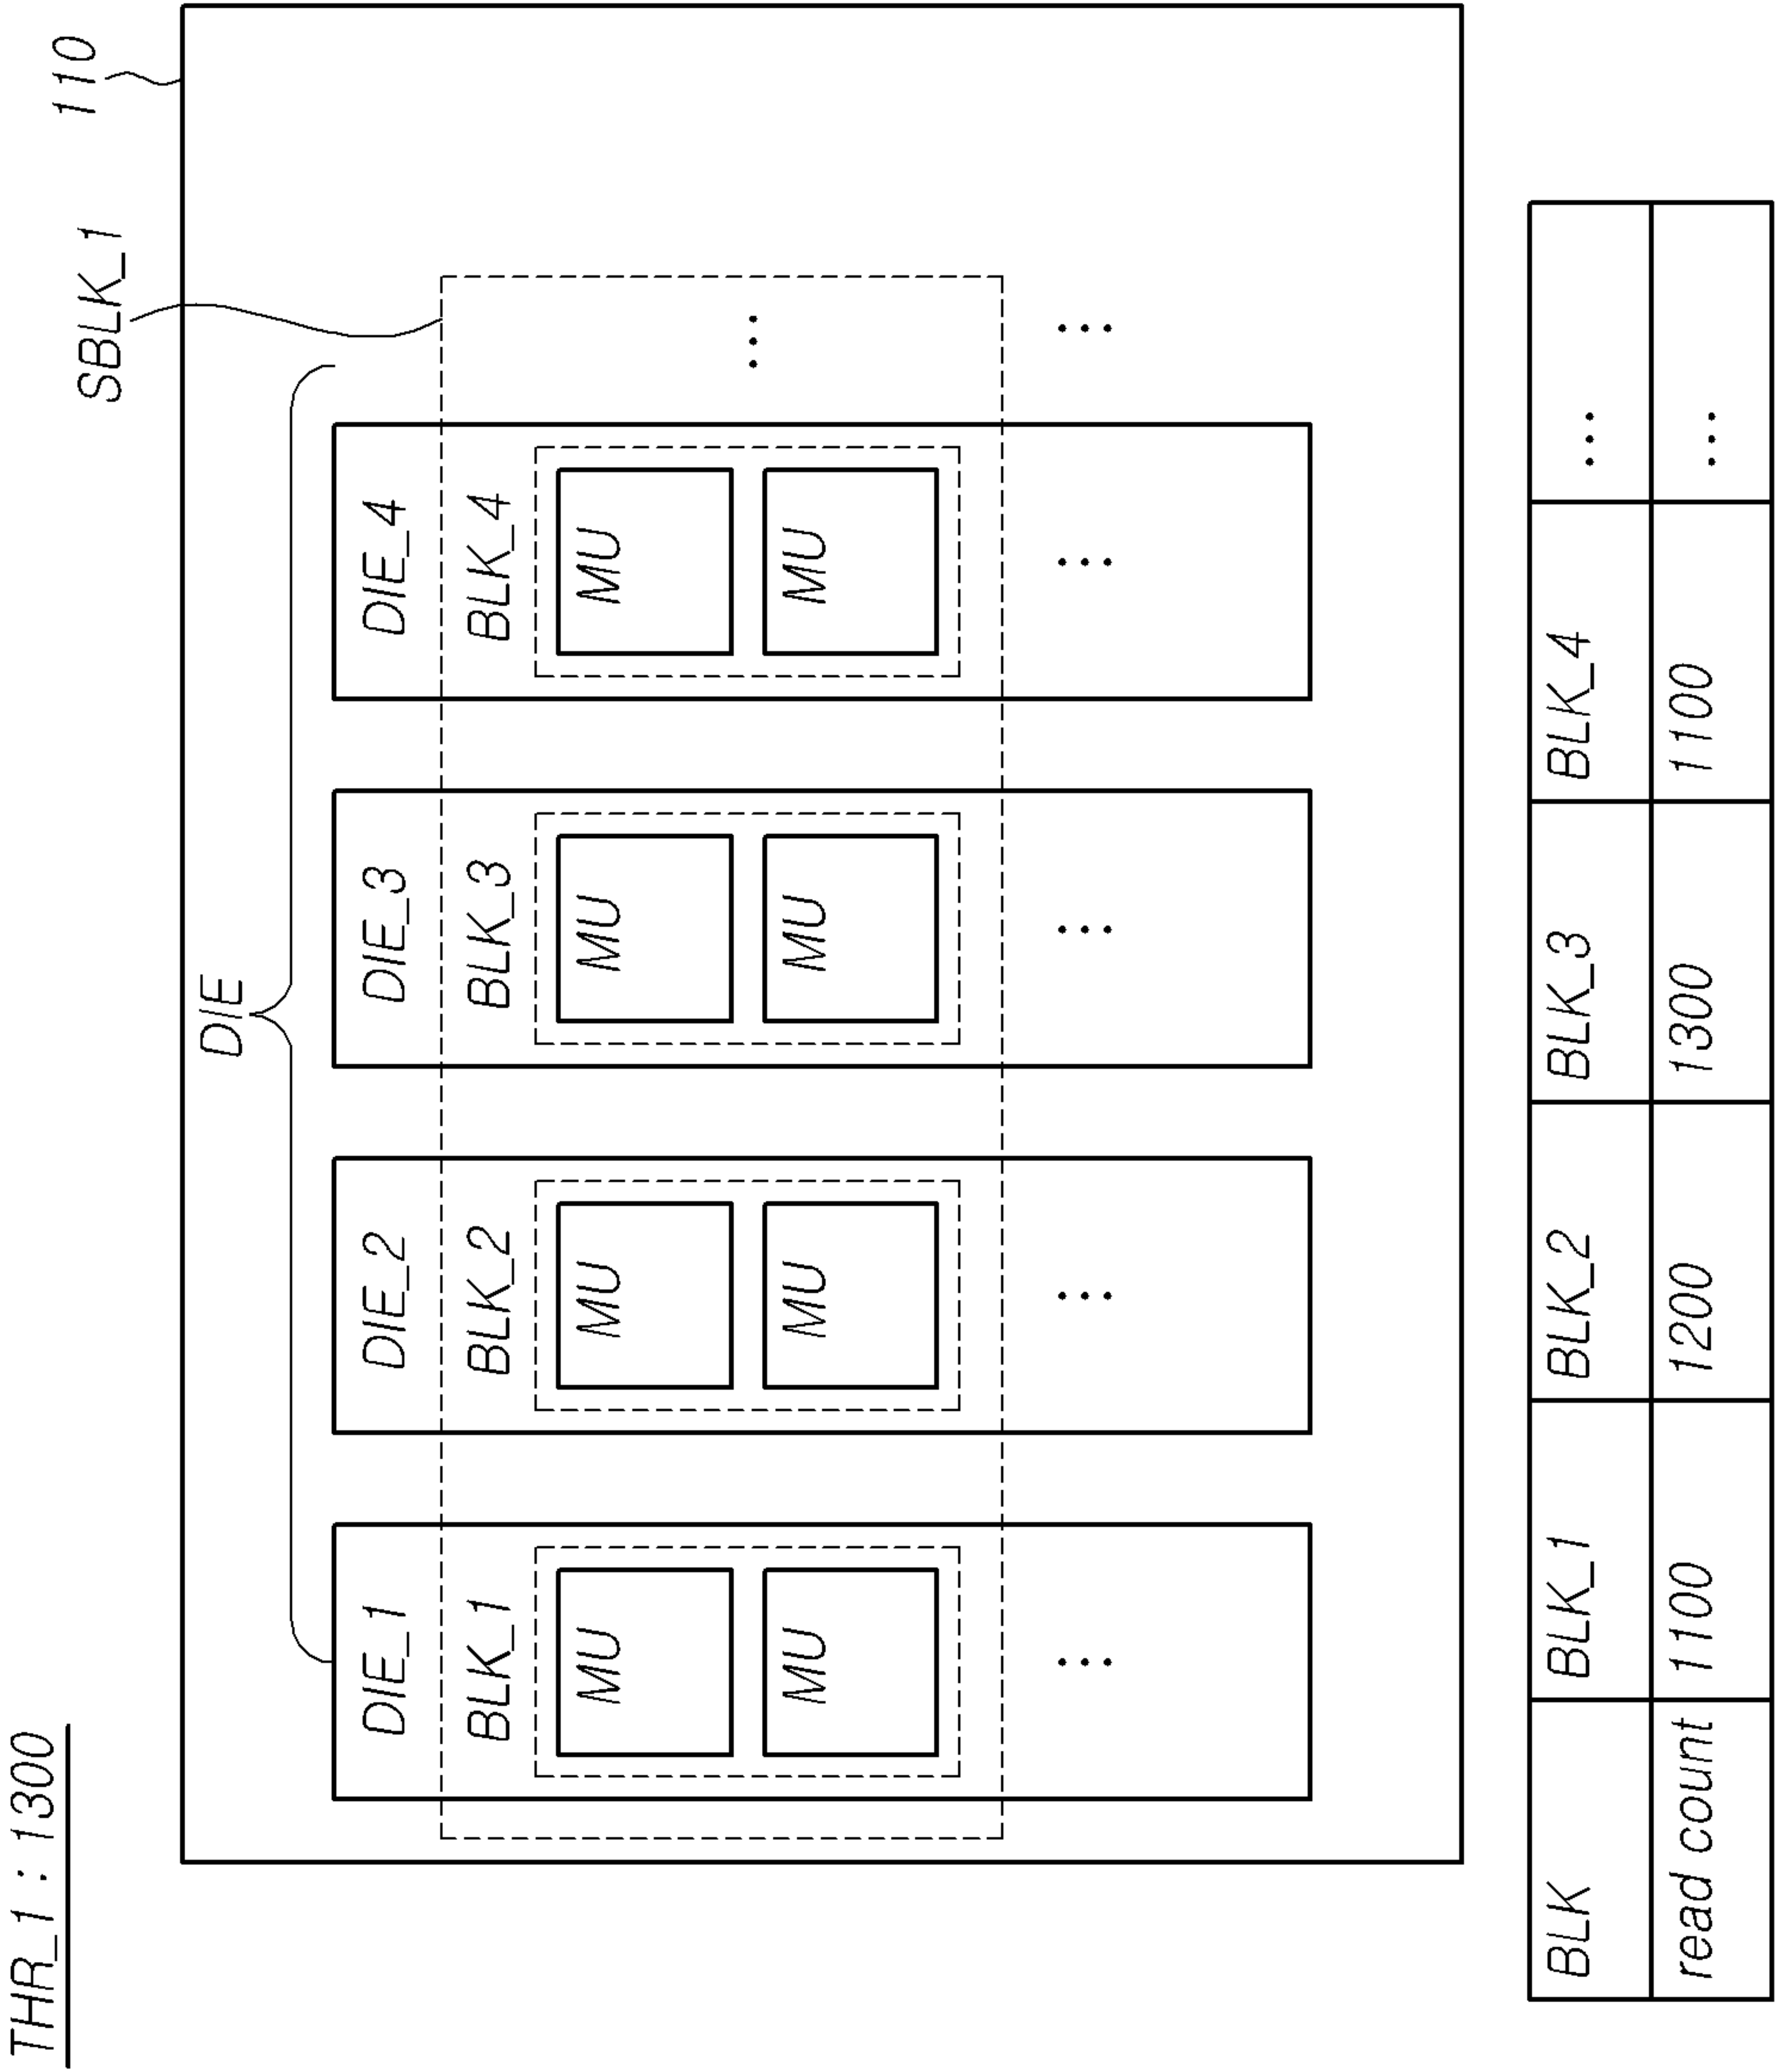 THR_1 : 1300
SBLK_1
110
DIE
DIE_1 DIE_2 DIE_3 DIE_4
BLK_1 BLK_2 BLK_3 BLK_4 ...
MU MU MU MU
MU MU MU MU
... ... ... ... ...
BLK BLK_1 BLK_2 BLK_3 BLK_4 ...
read count 1100 1200 1300 1100 ...